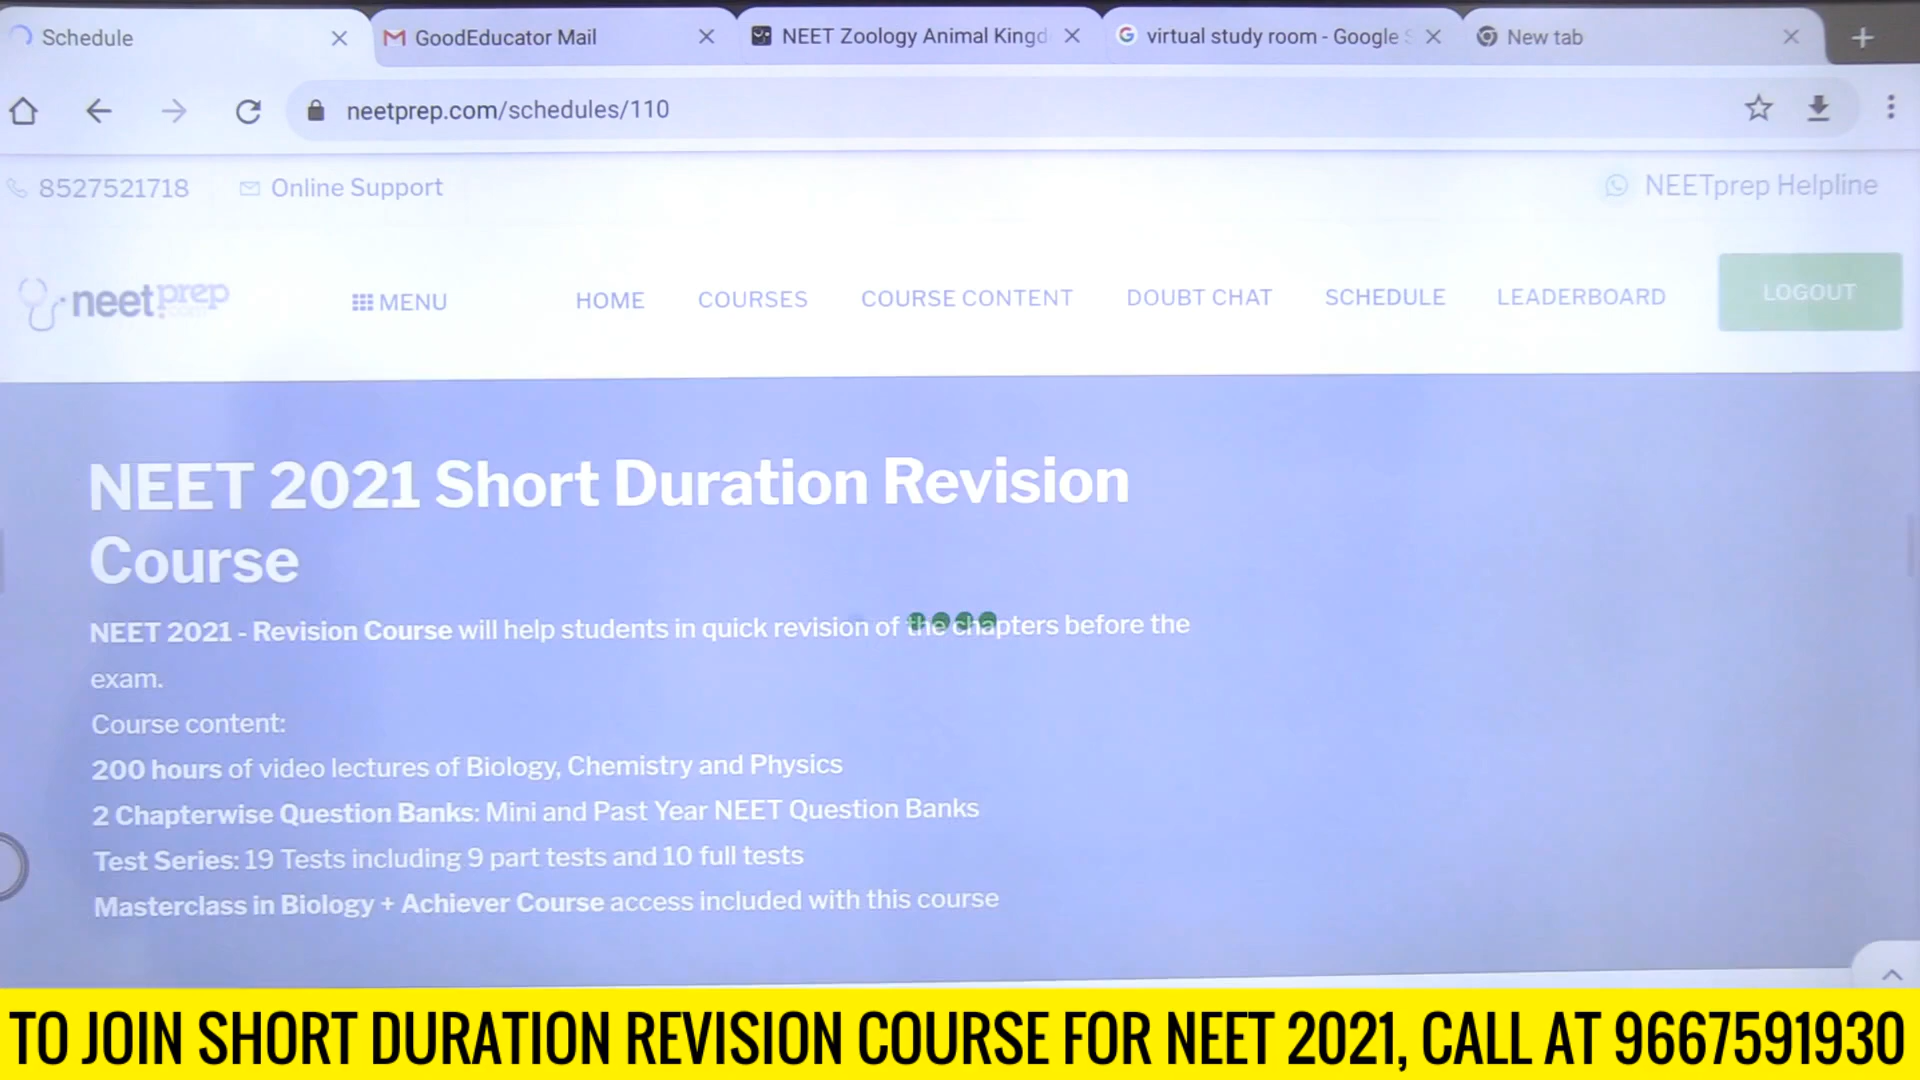 Schedule
GoodEducator Mail
NEET Zoology Animal Kingd
virtual study room - Google S
New tab
neetprep.com/schedules/110
8527521718
Online Support
NEETprep Helpline
neetprep.com
MENU
HOME
COURSES
COURSE CONTENT
DOUBT CHAT
SCHEDULE
LEADERBOARD
LOGOUT
NEET 2021 Short Duration Revision
Course
NEET 2021 - Revision Course will help students in quick revision of the chapters before the
exam.
Course content:
200 hours of video lectures of Biology, Chemistry and Physics
2 Chapterwise Question Banks: Mini and Past Year NEET Question Banks
Test Series: 19 Tests including 9 part tests and 10 full tests
Masterclass in Biology + Achiever Course access included with this course
TO JOIN SHORT DURATION REVISION COURSE FOR NEET 2021, CALL AT 9667591930